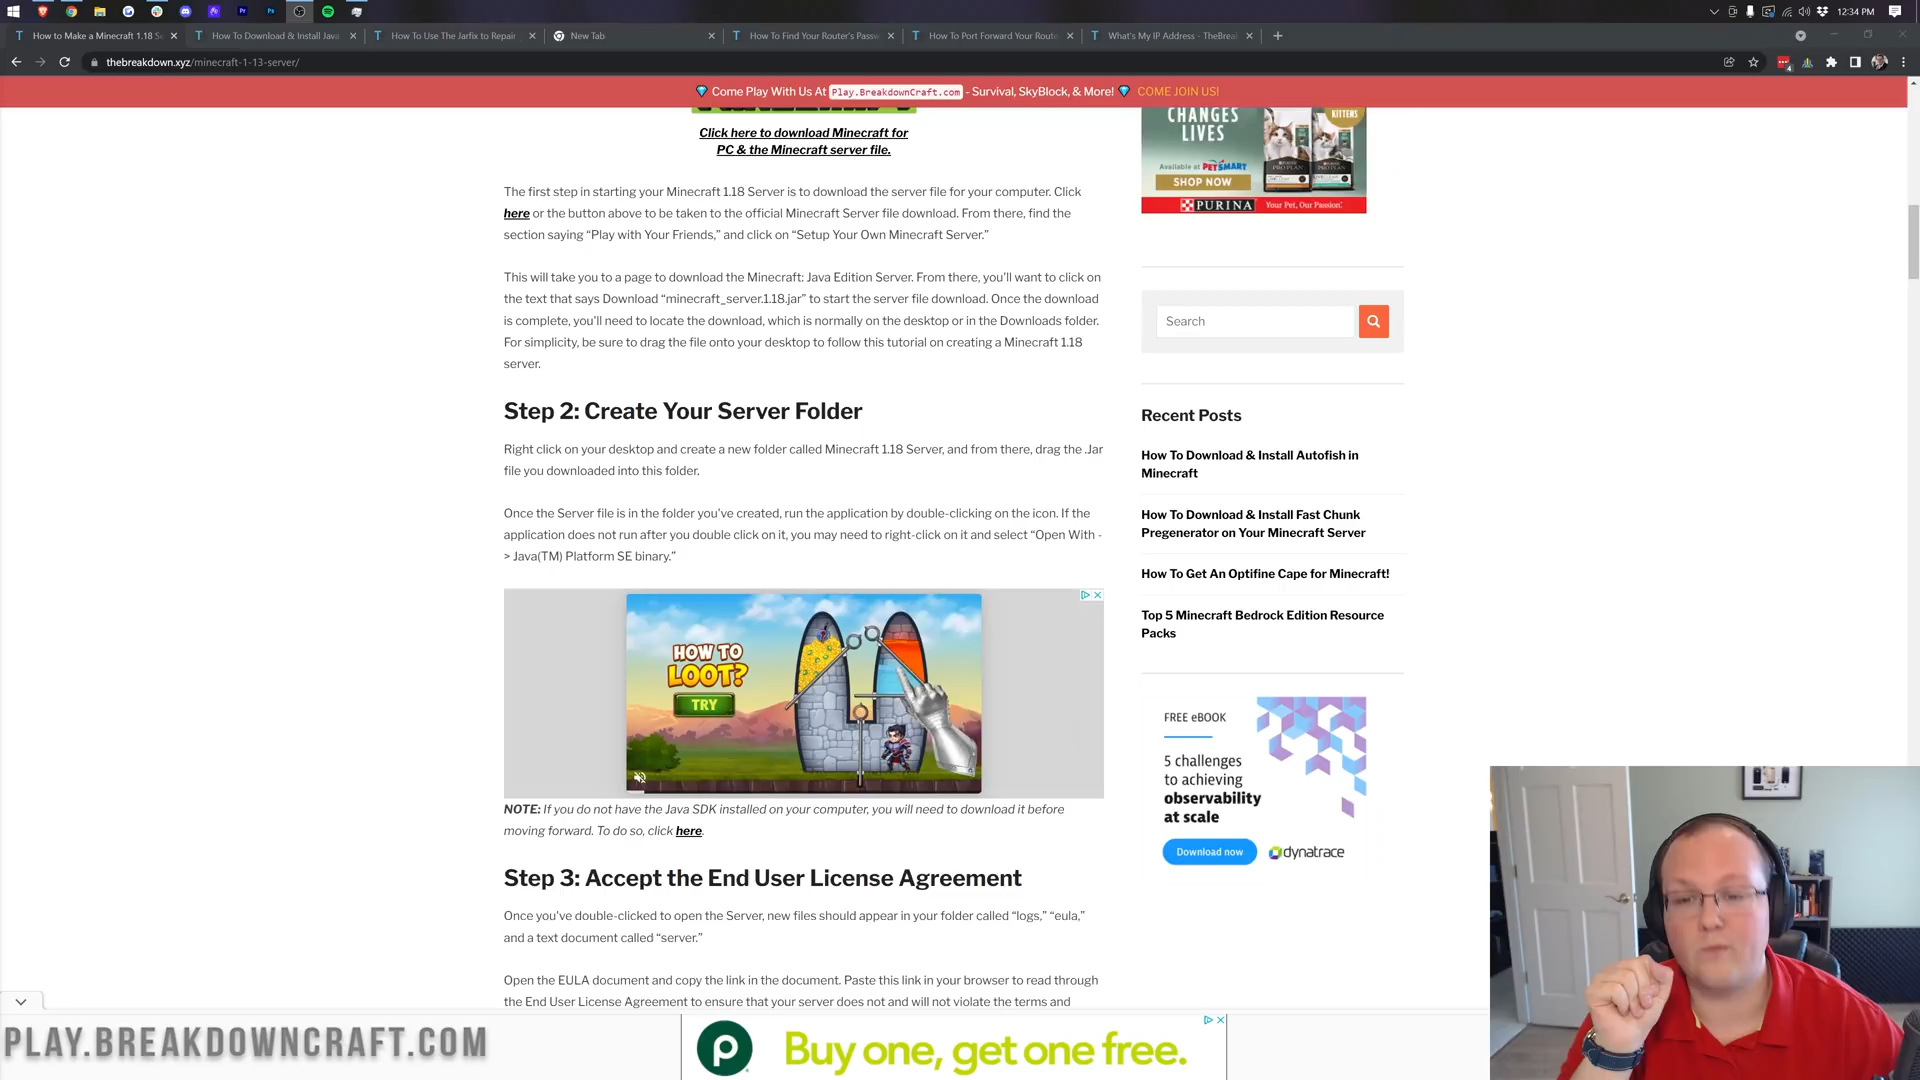 12:34 PM
How to Make a Minecraft 1.18 Se
How To Download & Install Java
How To Use The Jarfix to Repair
New Tab
How To Find Your Router's Passw
How To Port Forward Your Route
What's My IP Address - TheBreak
thebreakdown.xyz/minecraft-1-13-server/
Come Play With Us At Play.BreakdownCraft.com - Survival, SkyBlock, & More! COME JOIN US!
Click here to download Minecraft for
PC & the Minecraft server file.
The first step in starting your Minecraft 1.18 Server is to download the server file for your computer. Click
here or the button above to be taken to the official Minecraft Server file download. From there, find the
section saying “Play with Your Friends,” and click on “Setup Your Own Minecraft Server.”
This will take you to a page to download the Minecraft: Java Edition Server. From there, you'll want to click on
the text that says Download “minecraft_server.1.18.jar” to start the server file download. Once the download
is complete, you'll need to locate the download, which is normally on the desktop or in the Downloads folder.
For simplicity, be sure to drag the file onto your desktop to follow this tutorial on creating a Minecraft 1.18
server.
Step 2: Create Your Server Folder
Right click on your desktop and create a new folder called Minecraft 1.18 Server, and from there, drag the .Jar
file you downloaded into this folder.
Once the Server file is in the folder you've created, run the application by double-clicking on the icon. If the
application does not run after you double click on it, you may need to right-click on it and select “Open With -
> Java(TM) Platform SE binary.”
HOW TO
LOOT?
TRY
NOTE: If you do not have the Java SDK installed on your computer, you will need to download it before
moving forward. To do so, click here.
Step 3: Accept the End User License Agreement
Once you've double-clicked to open the Server, new files should appear in your folder called “logs,” “eula,”
and a text document called “server.”
Open the EULA document and copy the link in the document. Paste this link in your browser to read through
the End User License Agreement to ensure that your server does not and will not violate the terms and
CHANGES
LIVES
KITTENS
Available at PETSMART
SHOP NOW
PURINA
Your Pet, Our Passion.
Search
Recent Posts
How To Download & Install Autofish in
Minecraft
How To Download & Install Fast Chunk
Pregenerator on Your Minecraft Server
How To Get An Optifine Cape for Minecraft!
Top 5 Minecraft Bedrock Edition Resource
Packs
FREE eBOOK
5 challenges
to achieving
observability
at scale
Download now
dynatrace
PLAY.BREAKDOWNCRAFT.COM
P
Buy one, get one free.